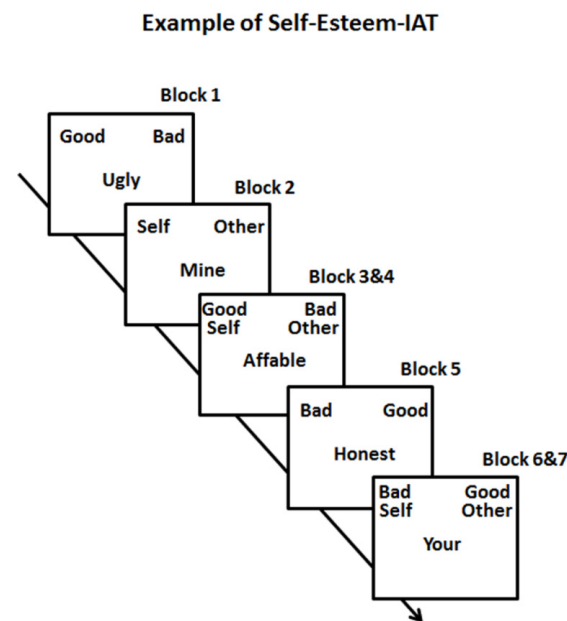 Example of Self-Esteem-IAT
Block 1
Good Bad
Ugly
Block 2
Self Other
Mine
Block 3&4
Good Bad
Self Other
Affable
Block 5
Bad Good
Honest
Block 6&7
Bad Good
Self Other
Your